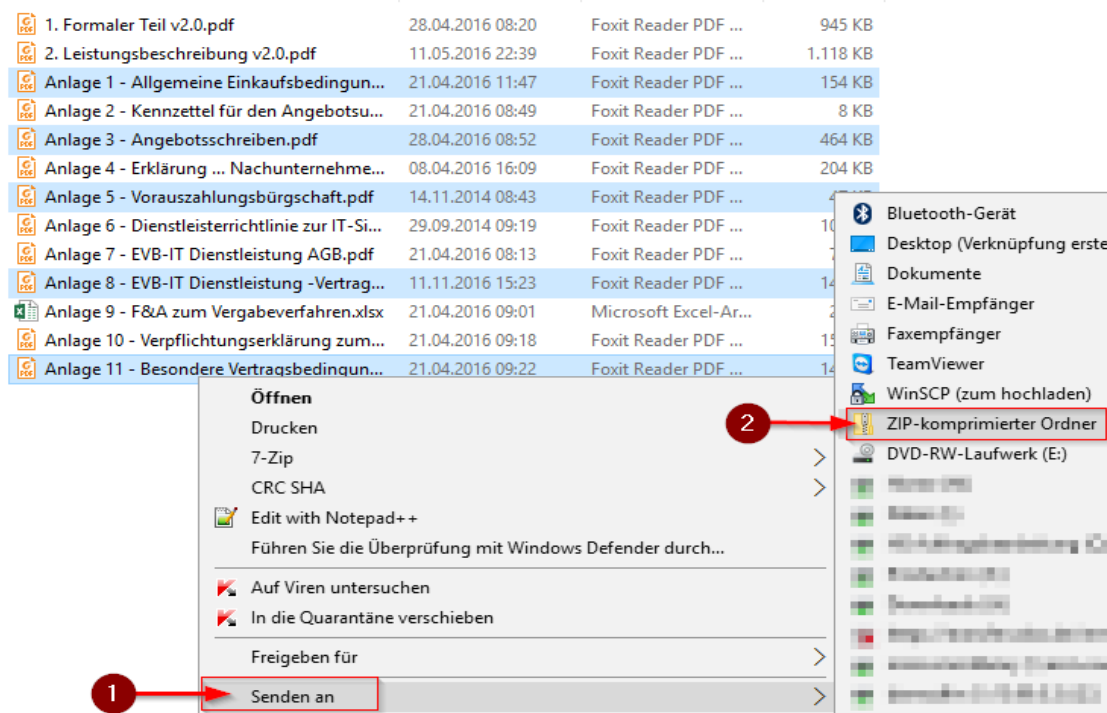 1. Formaler Teil v2.0.pdf 28.04.2016 08:20 Foxit Reader PDF ... 945 KB
2. Leistungsbeschreibung v2.0.pdf 11.05.2016 22:39 Foxit Reader PDF ... 1.118 KB
Anlage 1 - Allgemeine Einkaufsbedingun... 21.04.2016 11:47 Foxit Reader PDF ... 154 KB
Anlage 2 - Kennzettel für den Angebotsu... 21.04.2016 08:49 Foxit Reader PDF ... 8 KB
Anlage 3 - Angebotsschreiben.pdf 28.04.2016 08:52 Foxit Reader PDF ... 464 KB
Anlage 4 - Erklärung ... Nachunternehme... 08.04.2016 16:09 Foxit Reader PDF ... 204 KB
Anlage 5 - Vorauszahlungsbürgschaft.pdf 14.11.2014 08:43 Foxit Reader PDF ...
Anlage 6 - Dienstleisterrichtlinie zur IT-Si... 29.09.2014 09:19 Foxit Reader PDF ...
Anlage 7 - EVB-IT Dienstleistung AGB.pdf 21.04.2016 08:13 Foxit Reader PDF ...
Anlage 8 - EVB-IT Dienstleistung -Vertrag... 11.11.2016 15:23 Foxit Reader PDF ...
Anlage 9 - F&A zum Vergabeverfahren.xlsx 21.04.2016 09:01 Microsoft Excel-Ar...
Anlage 10 - Verpflichtungserklärung zum... 21.04.2016 09:18 Foxit Reader PDF ...
Anlage 11 - Besondere Vertragsbedingun... 21.04.2016 09:22 Foxit Reader PDF ...
Öffnen
Drucken
7-Zip
CRC SHA
Edit with Notepad++
Führen Sie die Überprüfung mit Windows Defender durch...
Auf Viren untersuchen
In die Quarantäne verschieben
Freigeben für
1
Senden an
Bluetooth-Gerät
Desktop (Verknüpfung erste
Dokumente
E-Mail-Empfänger
Faxempfänger
TeamViewer
WinSCP (zum hochladen)
2
ZIP-komprimierter Ordner
DVD-RW-Laufwerk (E:)